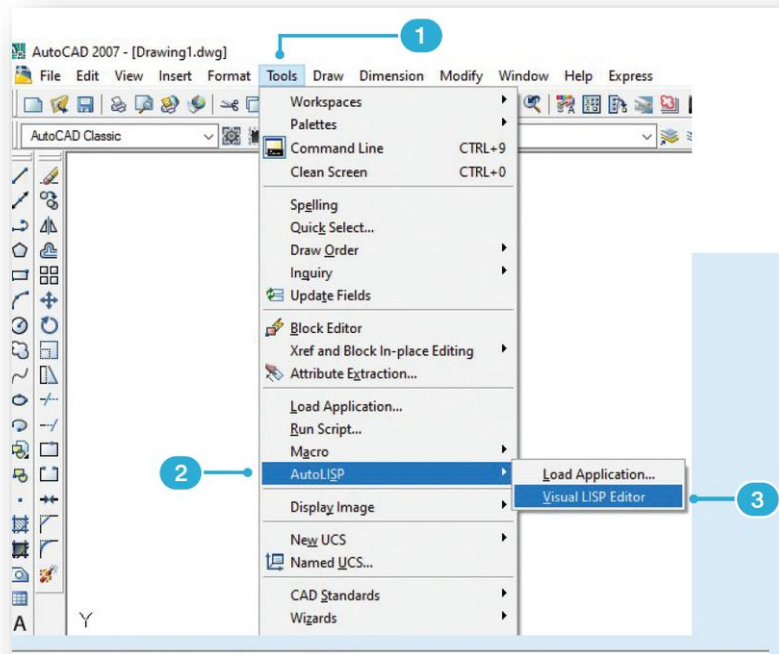 1
AutoCAD 2007 - [Drawing1.dwg]
File Edit View Insert Format Tools Draw Dimension Modify Window Help Express
AutoCAD Classic
Workspaces
Palettes
Command Line CTRL+9
Clean Screen CTRL+0
Spelling
Quick Select...
Draw Order
Inquiry
Update Fields
Block Editor
Xref and Block In-place Editing
Attribute Extraction...
Load Application...
Run Script...
Macro
2 AutoLISP Load Application...
Visual LISP Editor 3
Display Image
New UCS
Named UCS...
CAD Standards
Wizards
A Y